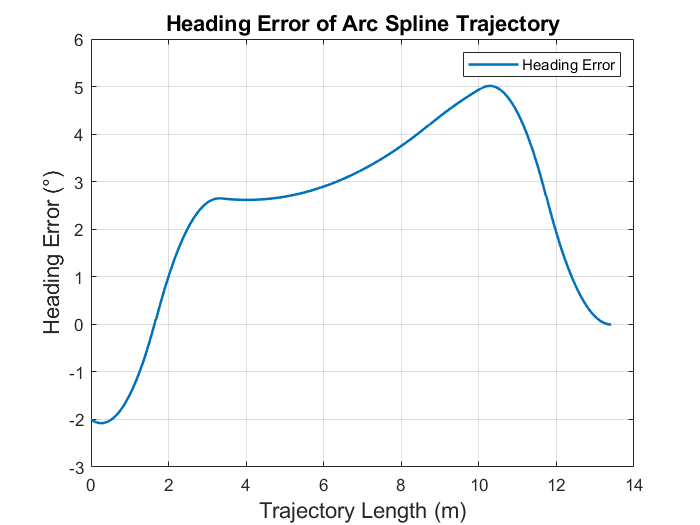 Heading Error of Arc Spline Trajectory
Heading Error
6
5
4
3
2
1
0
-1
-2
-3
Heading Error (°)
0 2 4 6 8 10 12 14
Trajectory Length (m)